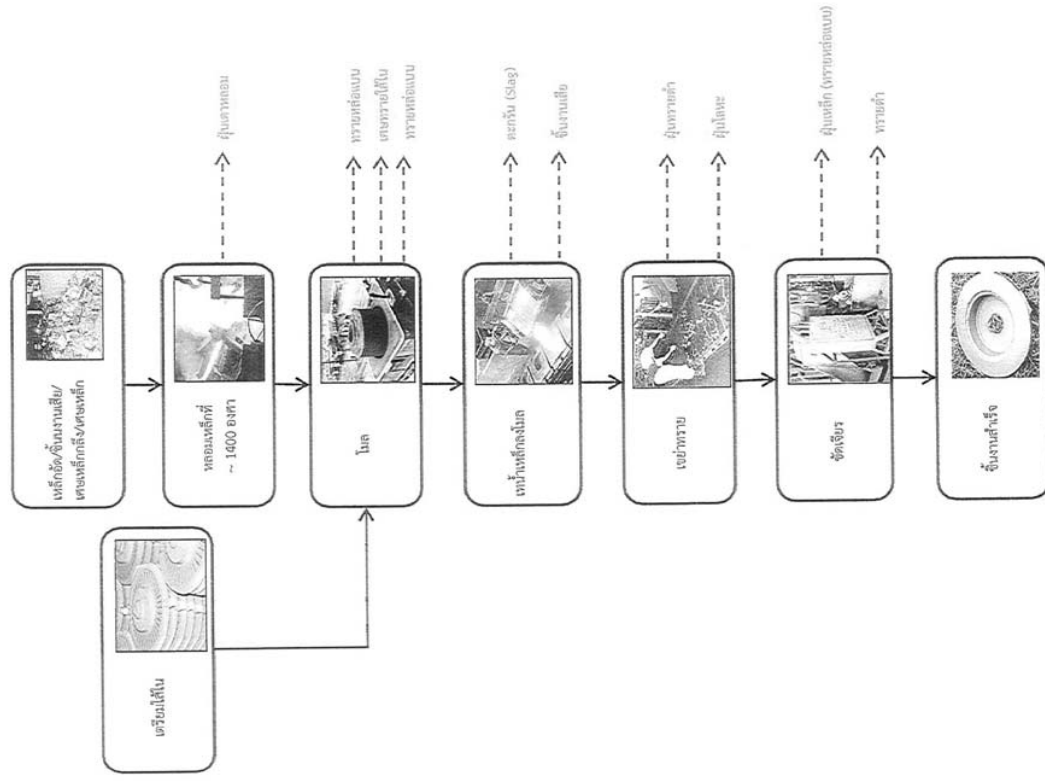 เตรียมไส้ใน
เหล็กอัด/ชิ้นงานเสีย/
เศษเหล็กกลึง/เศษเหล็ก
หลอมเหล็กที่
~ 1400 องศา
ฝุ่นเตาหลอม
โมล
ทรายหล่อแบบ
เศษทรายไส้ใน
ทรายหล่อแบบ
เทน้ำเหล็กลงโมล
ตะกรัน (Slag)
ชิ้นงานเสีย
เขย่าทราย
ฝุ่นทรายดำ
ฝุ่นโลหะ
ขัดเจียร
ฝุ่นเหล็ก (ทรายหล่อแบบ)
ทรายดำ
ชิ้นงานสำเร็จ